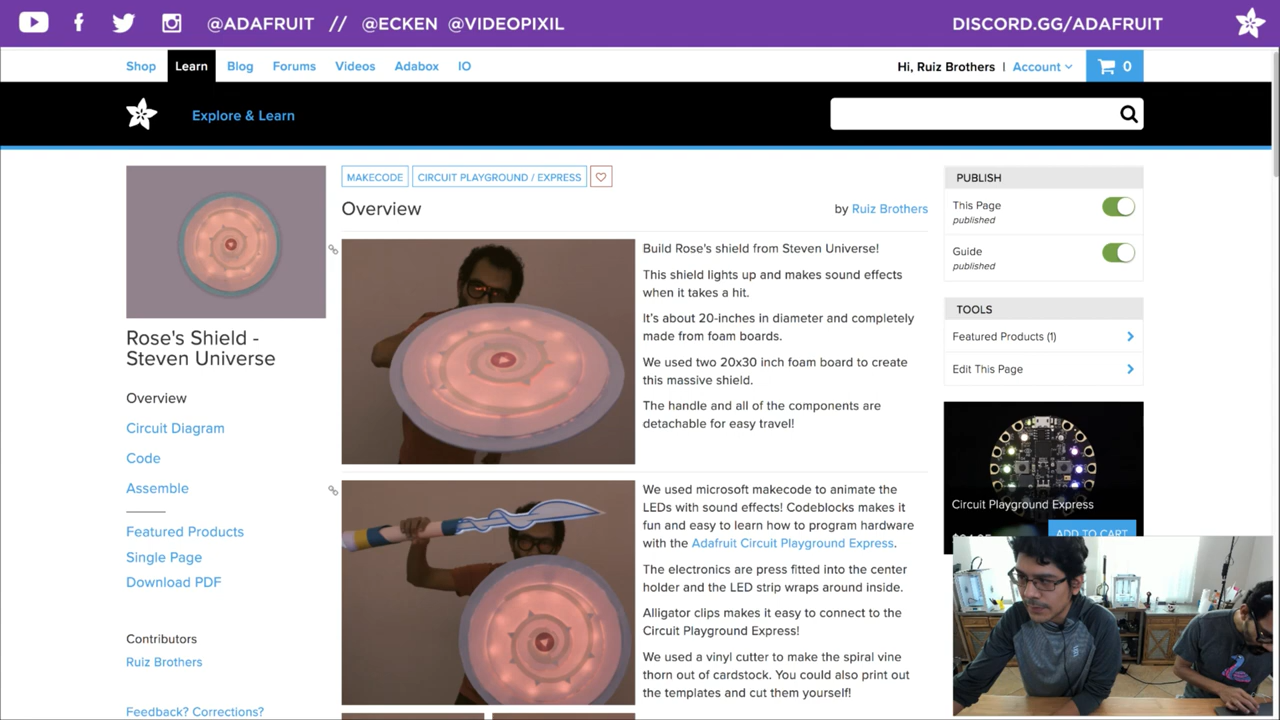 @ADAFRUIT // @ECKEN @VIDEOPIXIL
DISCORD.GG/ADAFRUIT
Shop Learn Blog Forums Videos Adabox IO
Hi, Ruiz Brothers | Account 0
Explore & Learn
MAKECODE CIRCUIT PLAYGROUND / EXPRESS
Overview
by Ruiz Brothers
Rose's Shield -
Steven Universe
Overview
Circuit Diagram
Code
Assemble
Featured Products
Single Page
Download PDF
Contributors
Ruiz Brothers
Feedback? Corrections?
Build Rose's shield from Steven Universe!
This shield lights up and makes sound effects
when it takes a hit.
It's about 20-inches in diameter and completely
made from foam boards.
We used two 20x30 inch foam board to create
this massive shield.
The handle and all of the components are
detachable for easy travel!
We used microsoft makecode to animate the
LEDs with sound effects! Codeblocks makes it
fun and easy to learn how to program hardware
with the Adafruit Circuit Playground Express.
The electronics are press fitted into the center
holder and the LED strip wraps around inside.
Alligator clips makes it easy to connect to the
Circuit Playground Express!
We used a vinyl cutter to make the spiral vine
thorn out of cardstock. You could also print out
the templates and cut them yourself!
PUBLISH
This Page
published
Guide
published
TOOLS
Featured Products (1)
Edit This Page
Circuit Playground Express
ADD TO CART